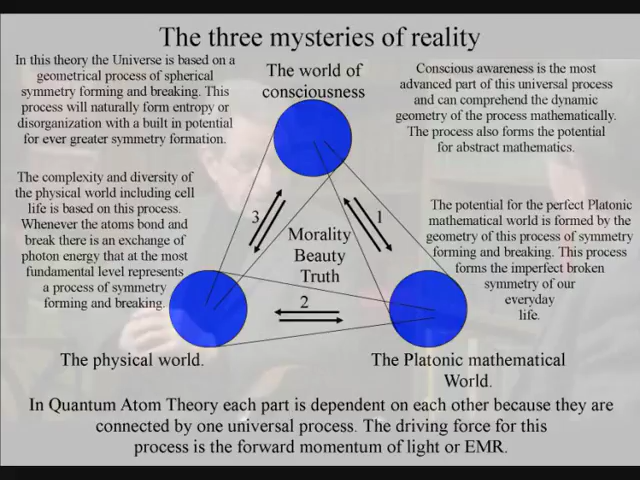 The three mysteries of reality
In this theory the Universe is based on a
geometrical process of spherical
symmetry forming and breaking. This
process will naturally form entropy or
disorganization with a built in potential
for ever greater symmetry formation.
The world of
consciousness
Conscious awareness is the most
advanced part of this universal process
and can comprehend the dynamic
geometry of the process mathematically.
The process also forms the potential
for abstract mathematics.
The complexity and diversity of
the physical world including cell
life is based on this process.
Whenever the atoms bond and
break there is an exchange of
photon energy that at the most
fundamental level represents
a process of symmetry
forming and breaking.
3
1
Morality
Beauty
Truth
2
The potential for the perfect Platonic
mathematical world is formed by the
geometry of this process of symmetry
forming and breaking. This process
forms the imperfect broken
symmetry of our
everyday
life.
The physical world.
The Platonic mathematical
World.
In Quantum Atom Theory each part is dependent on each other because they are
connected by one universal process. The driving force for this
process is the forward momentum of light or EMR.